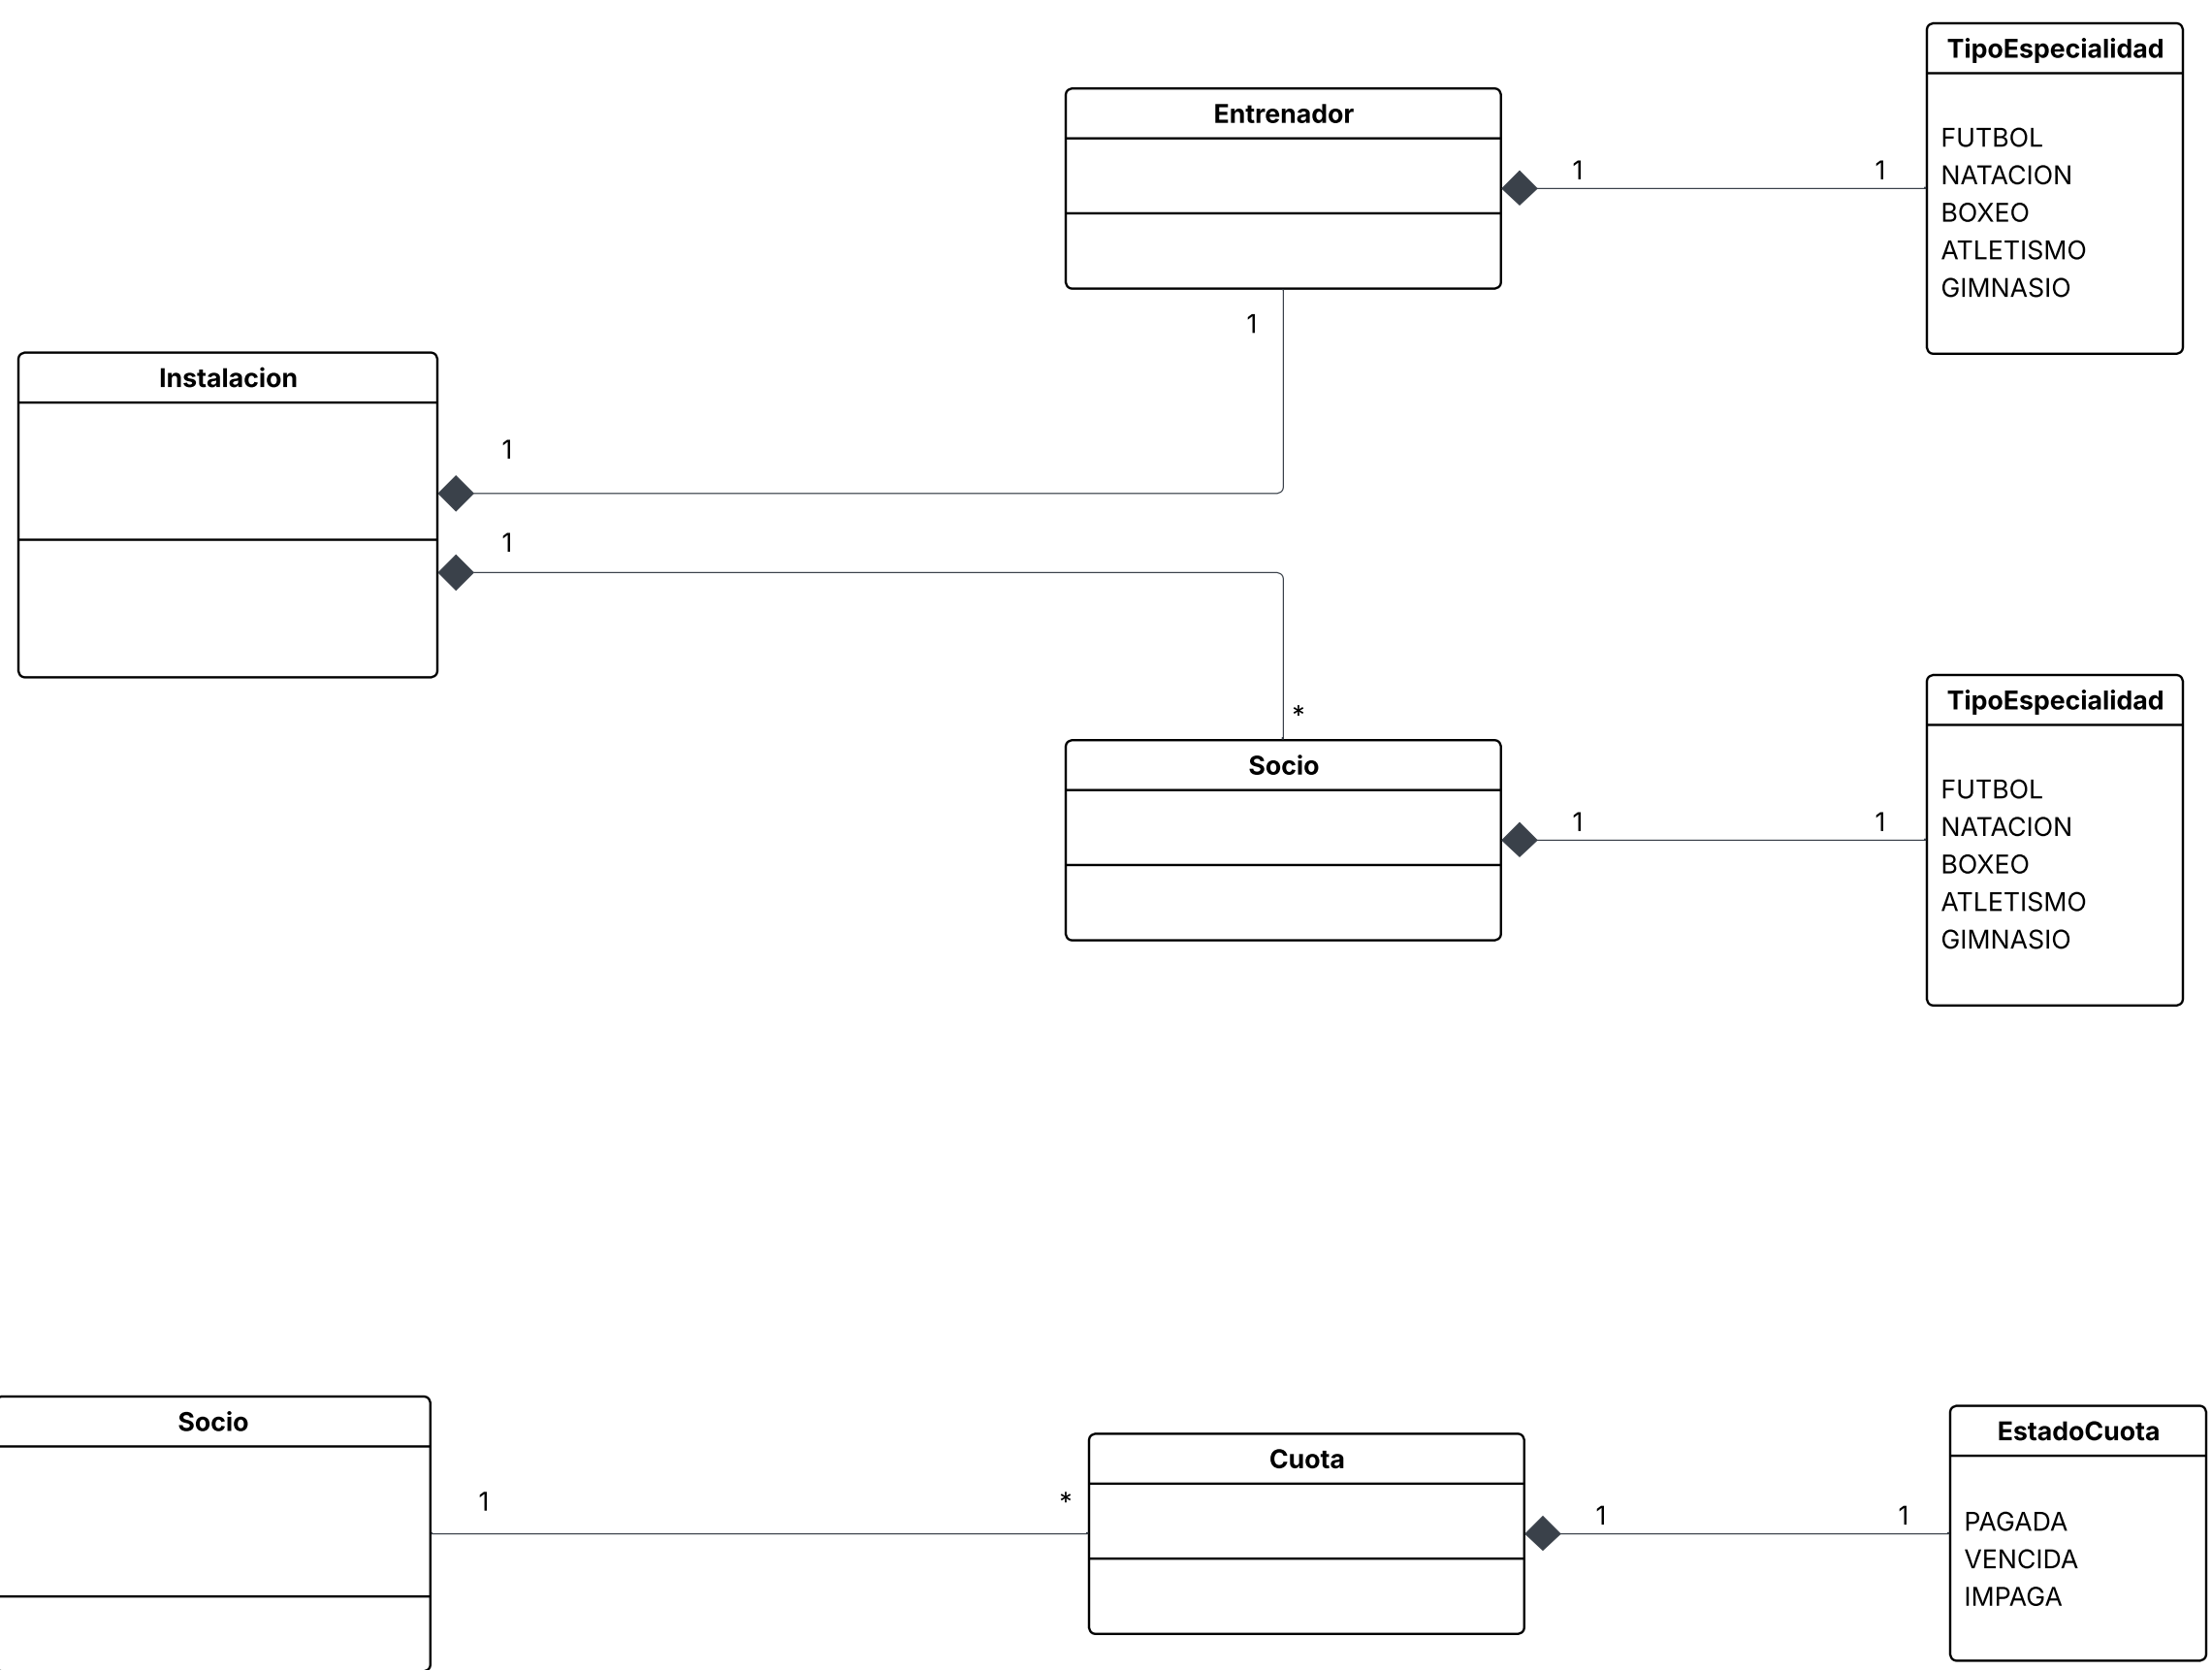 TipoEspecialidad
FUTBOL
NATACION
BOXEO
ATLETISMO
GIMNASIO
Entrenador
1
1
1
Instalacion
1
1
*
Socio
1
1
TipoEspecialidad
FUTBOL
NATACION
BOXEO
ATLETISMO
GIMNASIO
Socio
1
*
Cuota
1
1
EstadoCuota
PAGADA
VENCIDA
IMPAGA